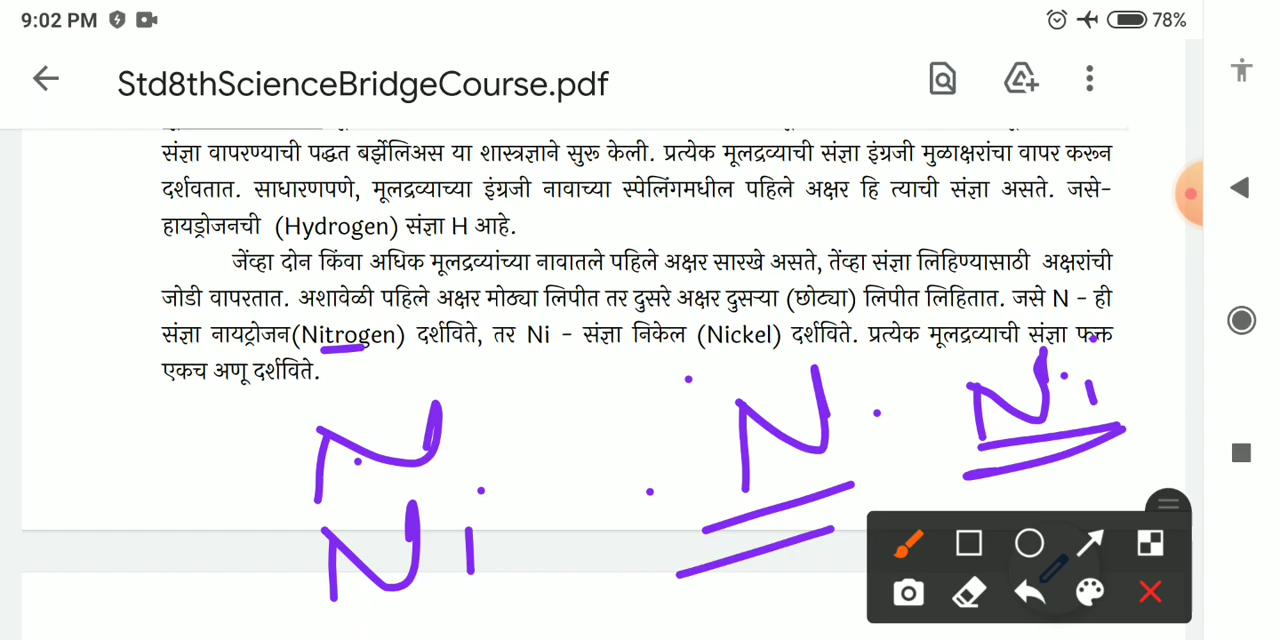 9:02 PM 78%
Std8thScienceBridgeCourse.pdf
संज्ञा वापरण्याची पद्धत बर्झेलिअस या शास्त्रज्ञाने सुरू केली. प्रत्येक मूलद्रव्याची संज्ञा इंग्रजी मुळाक्षरांचा वापर करून
दर्शवतात. साधारणपणे, मूलद्रव्याच्या इंग्रजी नावाच्या स्पेलिंगमधील पहिले अक्षर हि त्याची संज्ञा असते. जसे-
हायड्रोजनची (Hydrogen) संज्ञा H आहे.
जेंव्हा दोन किंवा अधिक मूलद्रव्यांच्या नावातले पहिले अक्षर सारखे असते, तेंव्हा संज्ञा लिहिण्यासाठी अक्षरांची
जोडी वापरतात. अशावेळी पहिले अक्षर मोठ्या लिपीत तर दुसरे अक्षर दुसऱ्या (छोट्या) लिपीत लिहितात. जसे N - ही
संज्ञा नायट्रोजन(Nitrogen) दर्शविते, तर Ni - संज्ञा निकेल (Nickel) दर्शविते. प्रत्येक मूलद्रव्याची संज्ञा फक्त
एकच अणू दर्शविते.
N N Ni
Ni